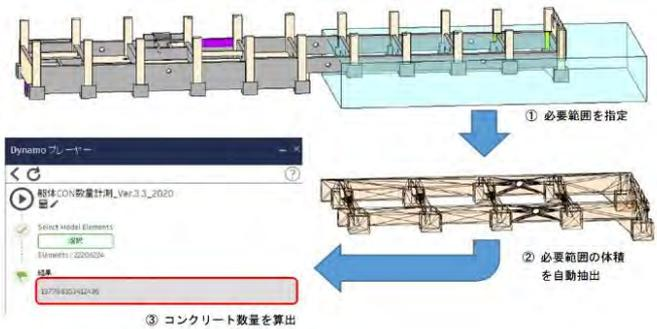 ① 必要範囲を指定
Dynamo プレーヤー
躯体CON数量計測_Ver.3.3_2020
Select Model Elements
選択
② 必要範囲の体積
を自動抽出
結果
③ コンクリート数量を算出